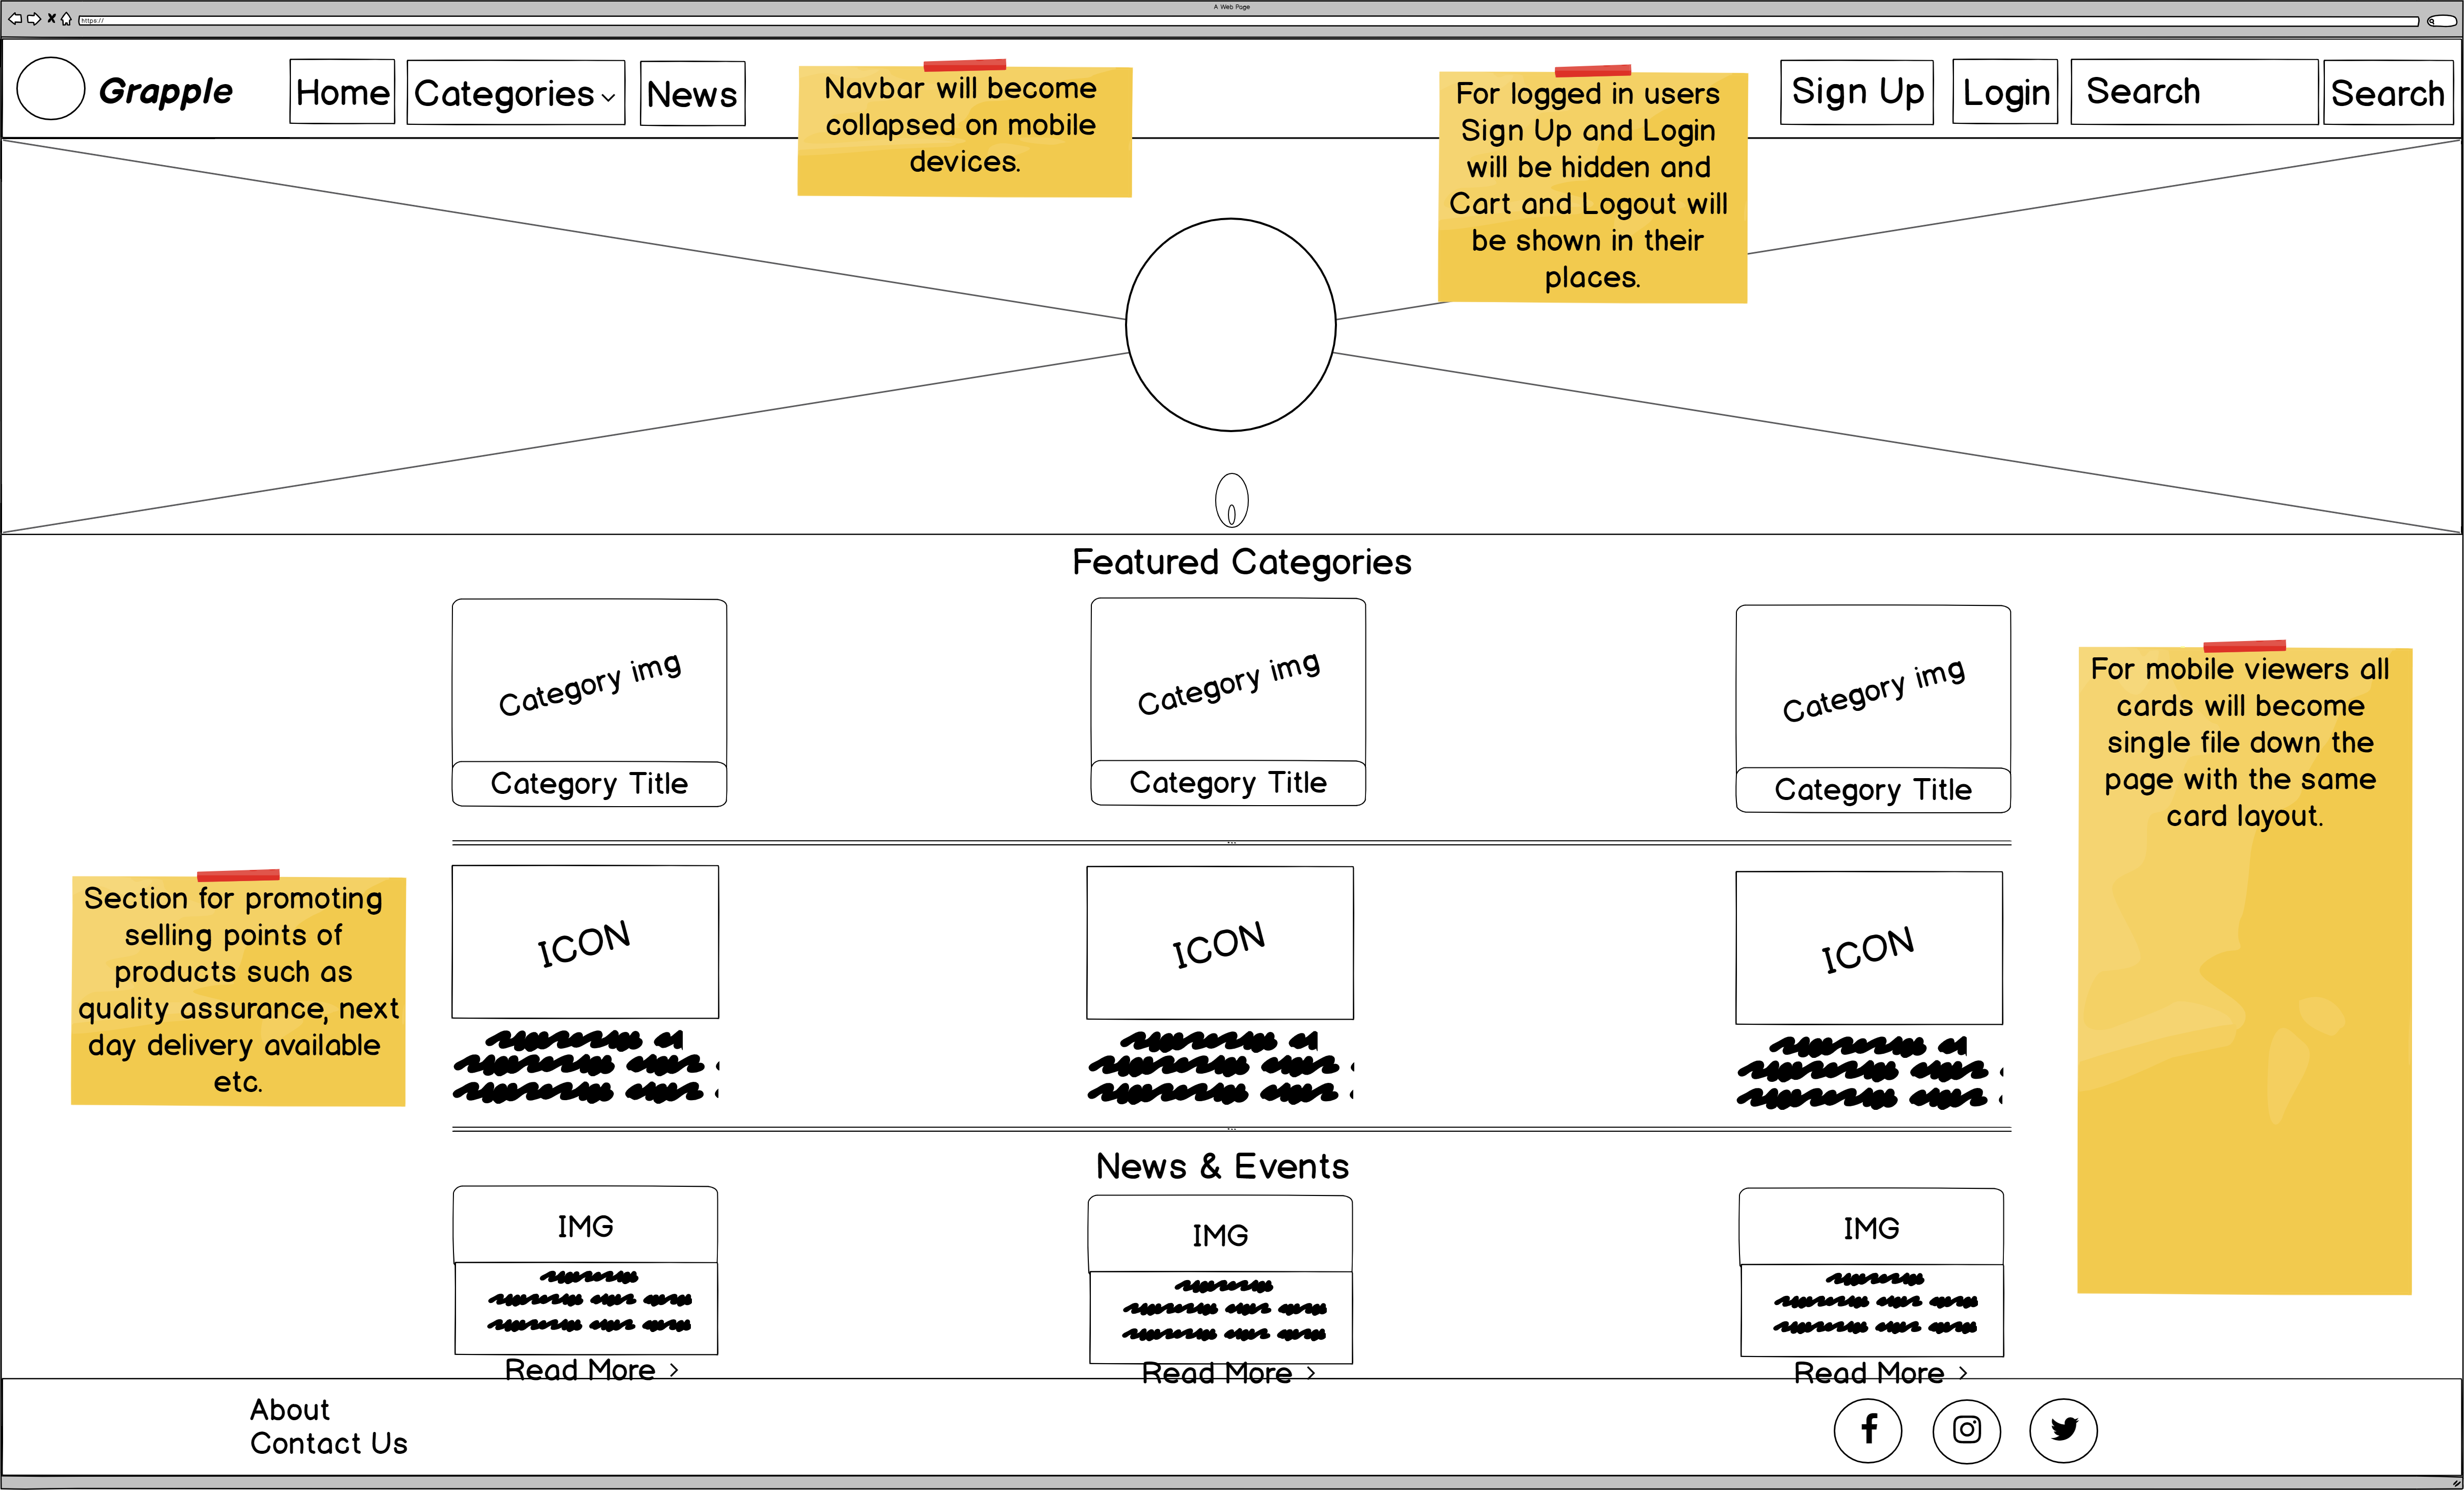 A Web Page
https://
Grapple
Home
Categories
News
Sign Up
Login
Search
Search
Navbar will become
collapsed on mobile
devices.
For logged in users
Sign Up and Login
will be hidden and
Cart and Logout will
be shown in their
places.
Featured Categories
Category img
Category img
Category img
Category Title
Category Title
Category Title
For mobile viewers all
cards will become
single file down the
page with the same
card layout.
Section for promoting
selling points of
products such as
quality assurance, next
day delivery available
etc.
ICON
ICON
ICON
News & Events
IMG
IMG
IMG
Read More
Read More
Read More
About
Contact Us